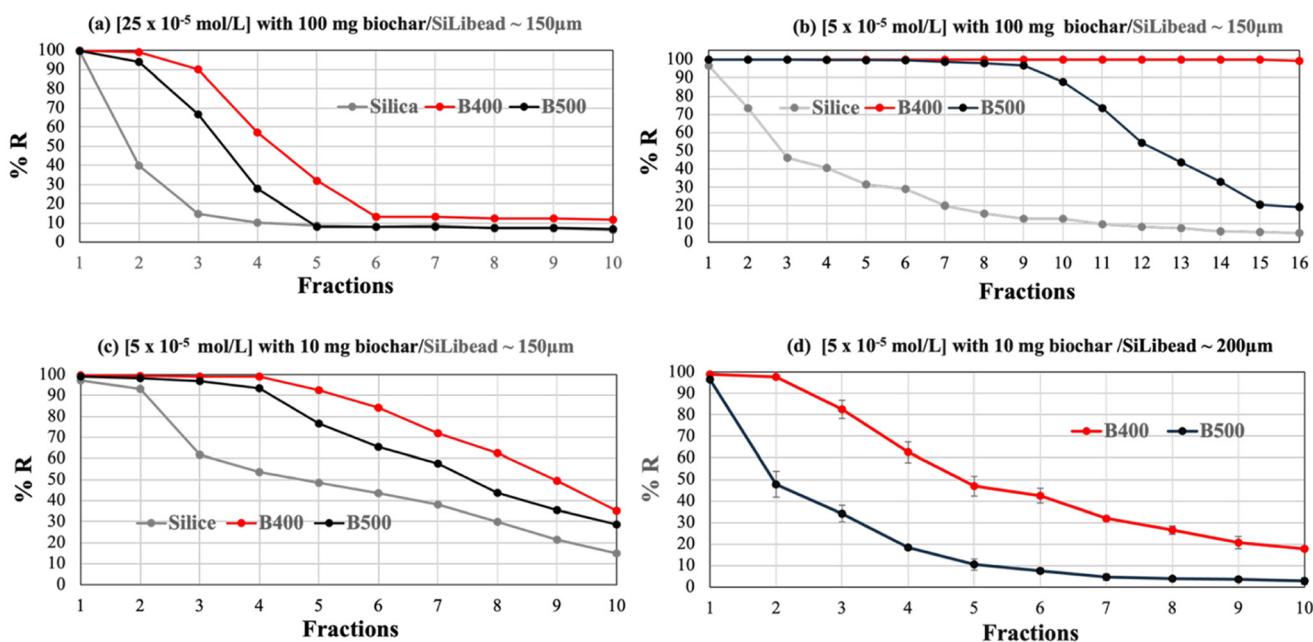 (a) [25 x 10⁻⁵ mol/L] with 100 mg biochar/SiLibead ~ 150µm
100
90
80
70
60
50
40
30
20
10
0
% R
Silica B400 B500
1 2 3 4 5 6 7 8 9 10
Fractions
(b) [5 x 10⁻⁵ mol/L] with 100 mg biochar/SiLibead ~ 150µm
100
90
80
70
60
50
40
30
20
10
0
% R
Silice B400 B500
1 2 3 4 5 6 7 8 9 10 11 12 13 14 15 16
Fractions
(c) [5 x 10⁻⁵ mol/L] with 10 mg biochar/SiLibead ~ 150µm
100
90
80
70
60
50
40
30
20
10
0
% R
Silice B400 B500
1 2 3 4 5 6 7 8 9 10
Fractions
(d) [5 x 10⁻⁵ mol/L] with 10 mg biochar /SiLibead ~ 200µm
100
90
80
70
60
50
40
30
20
10
0
% R
B400 B500
1 2 3 4 5 6 7 8 9 10
Fractions